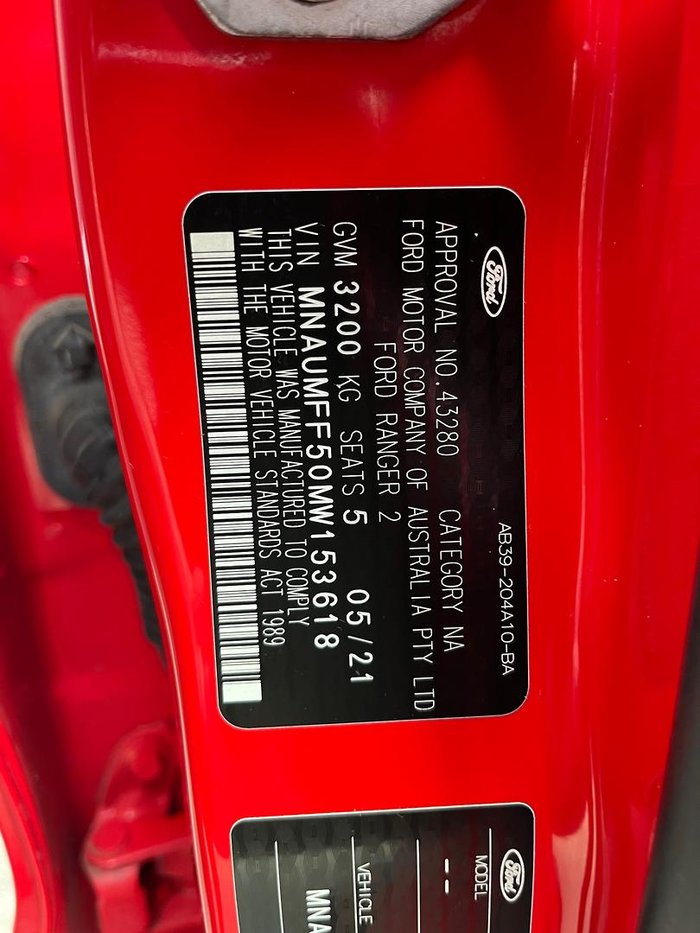 Ford
AB39-204A10-BA
APPROVAL NO.43280 CATEGORY NA
FORD MOTOR COMPANY OF AUSTRALIA PTY LTD
FORD RANGER 2
GVM 3200 KG SEATS 5 05/21
VIN MNAUMFF50MW153618
THIS VEHICLE WAS MANUFACTURED TO COMPLY
WITH THE MOTOR VEHICLE STANDARDS ACT 1989
Ford
MODEL
--
VEHICLE
MNA